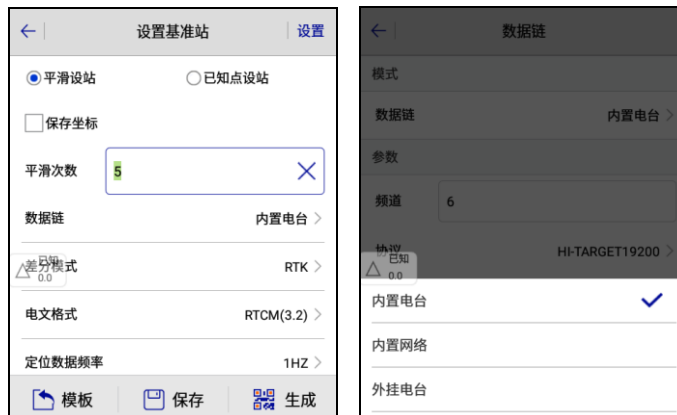 设置基准站
设置
平滑设站
已知点设站
保存坐标
平滑次数
5
数据链
内置电台
差分模式
RTK
已知
0.0
电文格式
RTCM(3.2)
定位数据频率
1HZ
模板
保存
生成
数据链
模式
数据链
内置电台
参数
频道
6
协议
HI-TARGET19200
已知
0.0
内置电台
内置网络
外挂电台